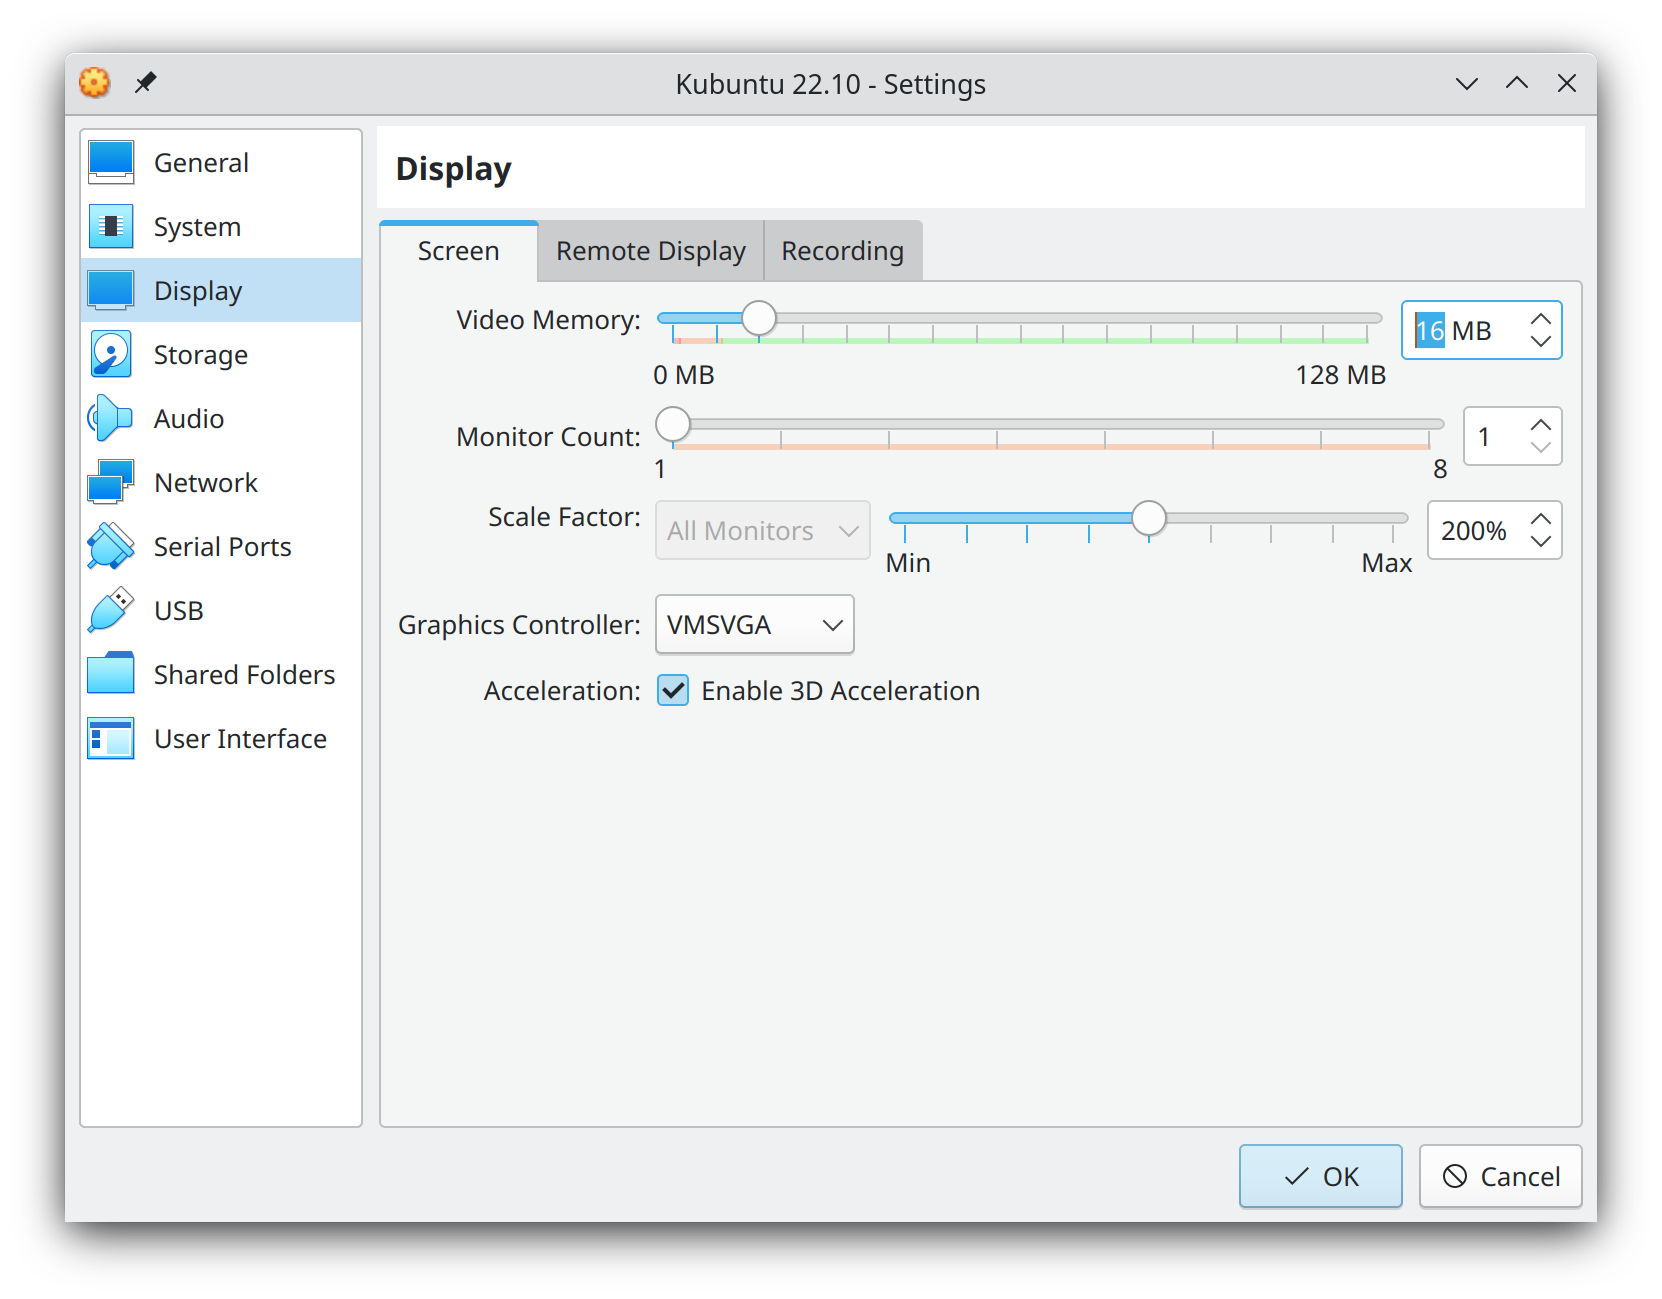 Kubuntu 22.10 - Settings
General
System
Display
Storage
Audio
Network
Serial Ports
USB
Shared Folders
User Interface
Display
Screen Remote Display Recording
Video Memory: 16 MB
0 MB 128 MB
Monitor Count: 1
1 8
Scale Factor: All Monitors 200%
Min Max
Graphics Controller: VMSVGA
Acceleration: Enable 3D Acceleration
OK Cancel